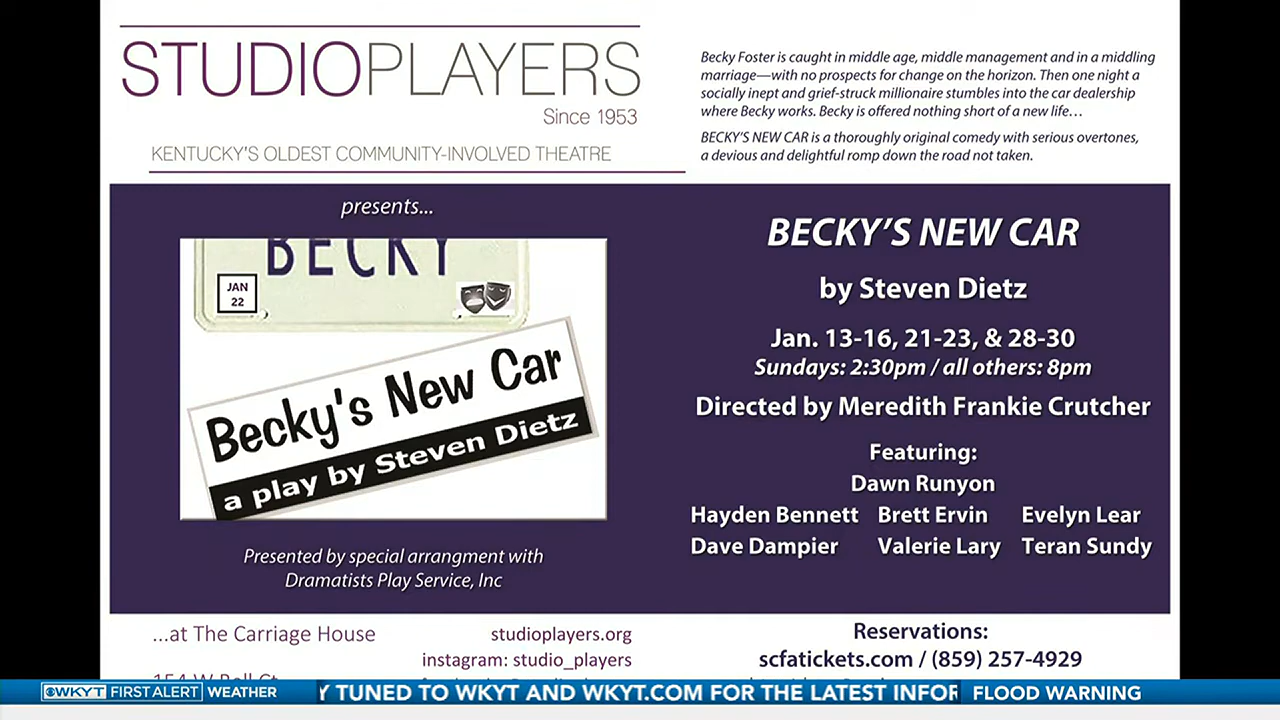 STUDIOPLAYERS
Since 1953
KENTUCKY'S OLDEST COMMUNITY-INVOLVED THEATRE
Becky Foster is caught in middle age, middle management and in a middling
marriage—with no prospects for change on the horizon. Then one night a
socially inept and grief-struck millionaire stumbles into the car dealership
where Becky works. Becky is offered nothing short of a new life…
BECKY'S NEW CAR is a thoroughly original comedy with serious overtones,
a devious and delightful romp down the road not taken.
presents...
BECKY
JAN
22
Becky's New Car
a play by Steven Dietz
Presented by special arrangment with
Dramatists Play Service, Inc
BECKY'S NEW CAR
by Steven Dietz
Jan. 13-16, 21-23, & 28-30
Sundays: 2:30pm / all others: 8pm
Directed by Meredith Frankie Crutcher
Featuring:
Dawn Runyon
Hayden Bennett Brett Ervin Evelyn Lear
Dave Dampier Valerie Lary Teran Sundy
...at The Carriage House
studioplayers.org
instagram: studio_players
Reservations:
scfatickets.com / (859) 257-4929
WKYT FIRST ALERT WEATHER
Y TUNED TO WKYT AND WKYT.COM FOR THE LATEST INFOR
FLOOD WARNING